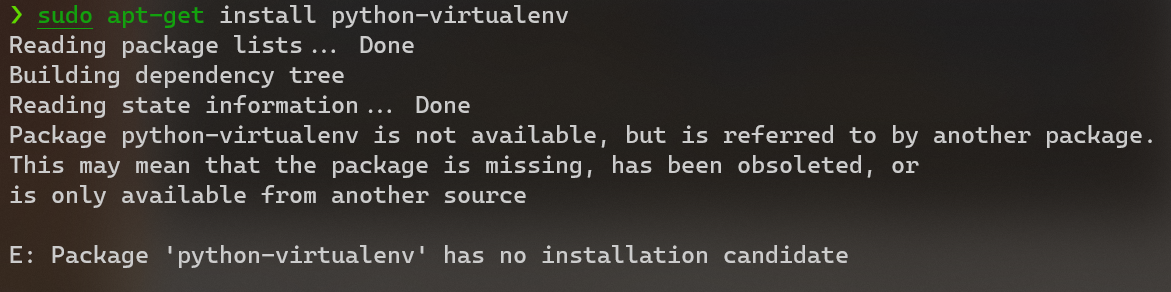 ❯ sudo apt-get install python-virtualenv
Reading package lists... Done
Building dependency tree
Reading state information... Done
Package python-virtualenv is not available, but is referred to by another package.
This may mean that the package is missing, has been obsoleted, or
is only available from another source

E: Package 'python-virtualenv' has no installation candidate